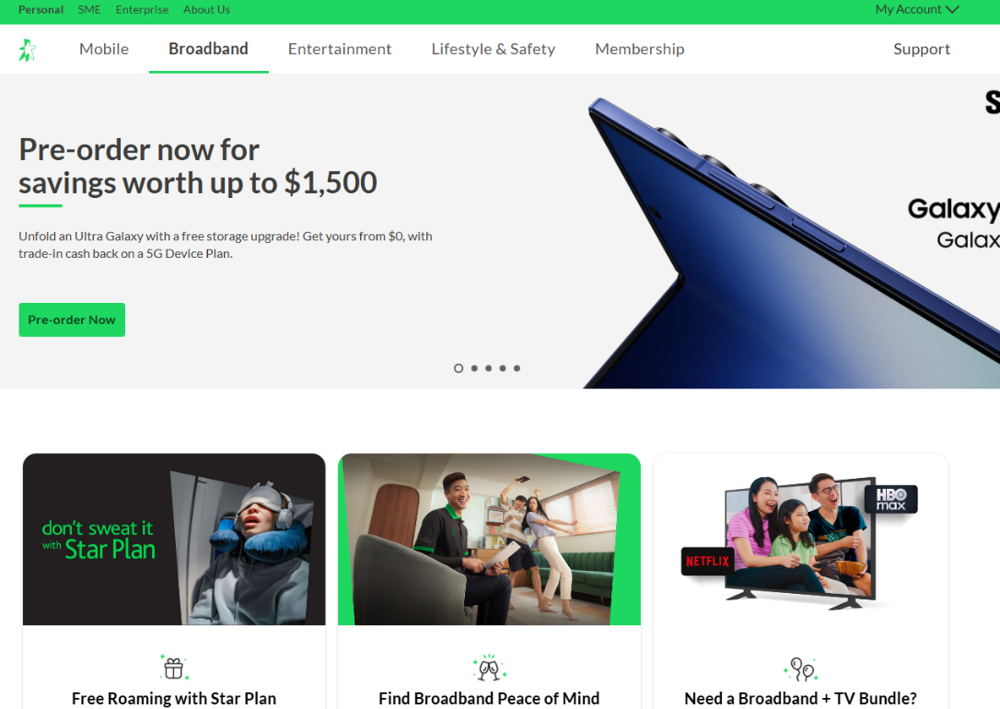 Personal SME Enterprise About Us My Account
Mobile Broadband Entertainment Lifestyle & Safety Membership Support
Pre-order now for
savings worth up to $1,500
Unfold an Ultra Galaxy with a free storage upgrade! Get yours from $0, with
trade-in cash back on a 5G Device Plan.
Pre-order Now
S
Galaxy
Galax
don't sweat it
with Star Plan
NETFLIX
HBO
max
Free Roaming with Star Plan
Find Broadband Peace of Mind
Need a Broadband + TV Bundle?